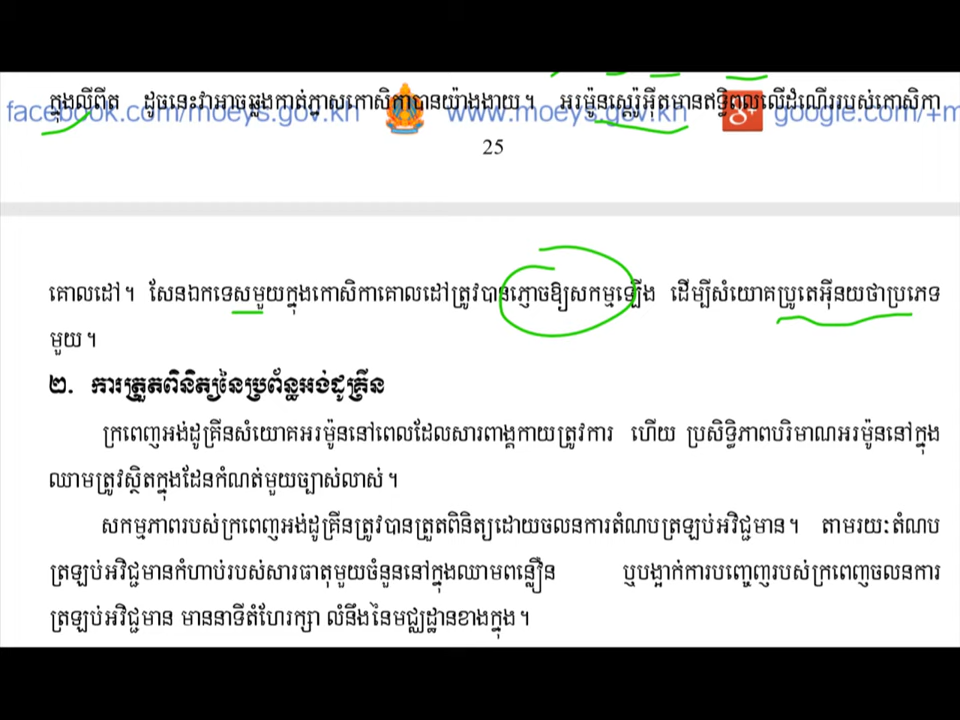 ក្នុងលីពីត ដូចនេះវាអាចឆ្លងកាត់ភ្នាសកោសិកាបានយ៉ាងងាយ។ អរម៉ូនស្តេរ៉ូអ៊ីតមានឥទ្ធិពលលើដំណើររបស់កោសិកា
facebook.com/moeys.gov.kh www.moeys.gov.kh google.com/+m
25
គោលដៅ។ សែនឯកទេសមួយក្នុងកោសិកាគោលដៅត្រូវបានភ្ញោចឱ្យសកម្មឡើង ដើម្បីសំយោគប្រូតេអ៊ីនយថាប្រភេទ
មួយ។
២. ការត្រួតពិនិត្យនៃប្រព័ន្ធអង់ដូគ្រីន
ក្រពេញអង់ដូគ្រីនសំយោគអរម៉ូននៅពេលដែលសារពាង្គកាយត្រូវការ ហើយ ប្រសិទ្ធិភាពបរិមាណអរម៉ូននៅក្នុង
ឈាមត្រូវស្ថិតក្នុងដែនកំណត់មួយច្បាស់លាស់។
សកម្មភាពរបស់ក្រពេញអង់ដូគ្រីនត្រូវបានត្រួតពិនិត្យដោយចលនការតំណបត្រឡប់អវិជ្ជមាន។ តាមរយៈតំណប
ត្រឡប់អវិជ្ជមានកំហាប់របស់សារធាតុមួយចំនួននៅក្នុងឈាមពន្លឿន ឬបង្អាក់ការបញ្ចេញរបស់ក្រពេញចលនការ
ត្រឡប់អវិជ្ជមាន មាននាទីតំហែរក្សា លំនឹងនៃមជ្ឈដ្ឋានខាងក្នុង។